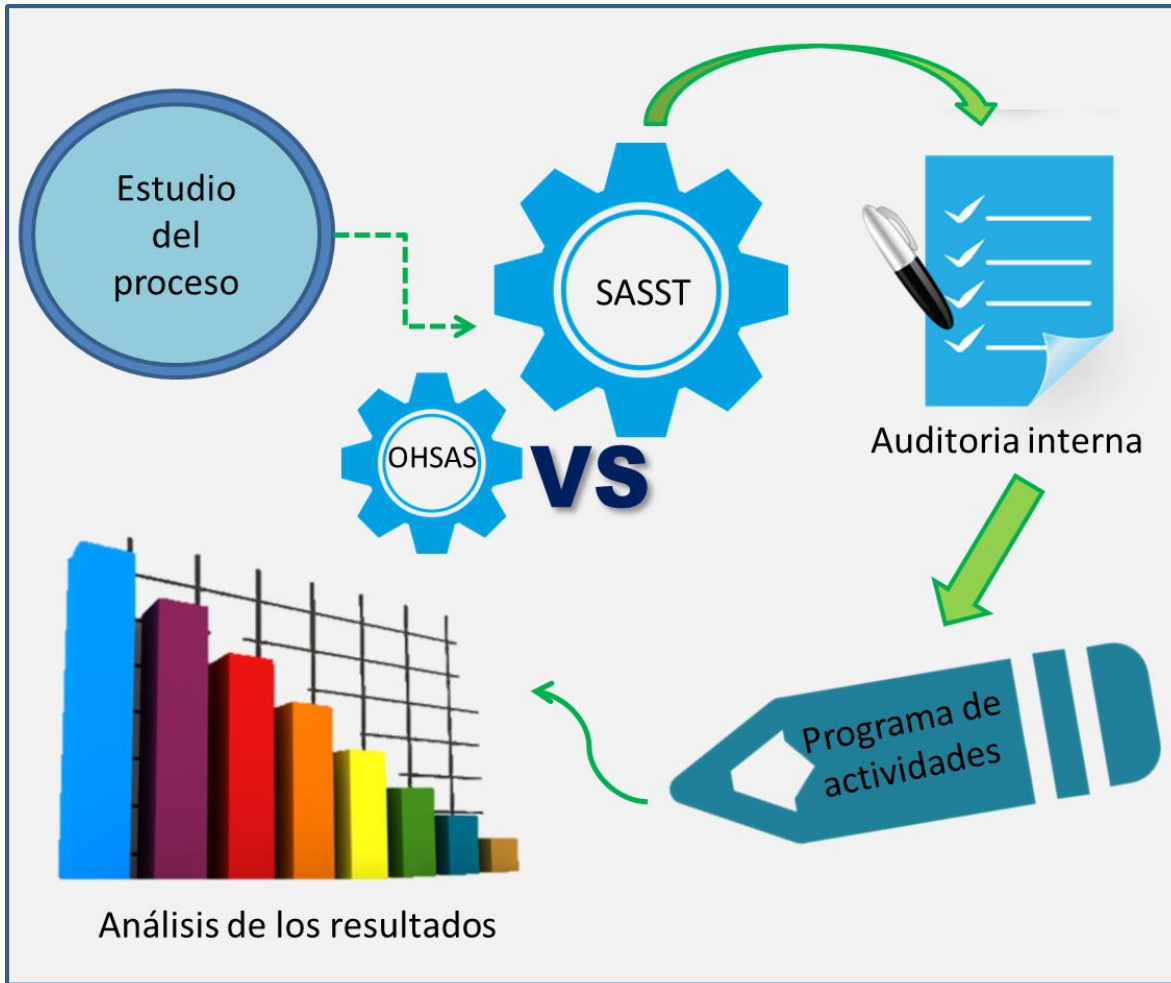 Estudio
del
proceso
SASST
OHSAS
VS
Auditoria interna
Programa de
actividades
Análisis de los resultados